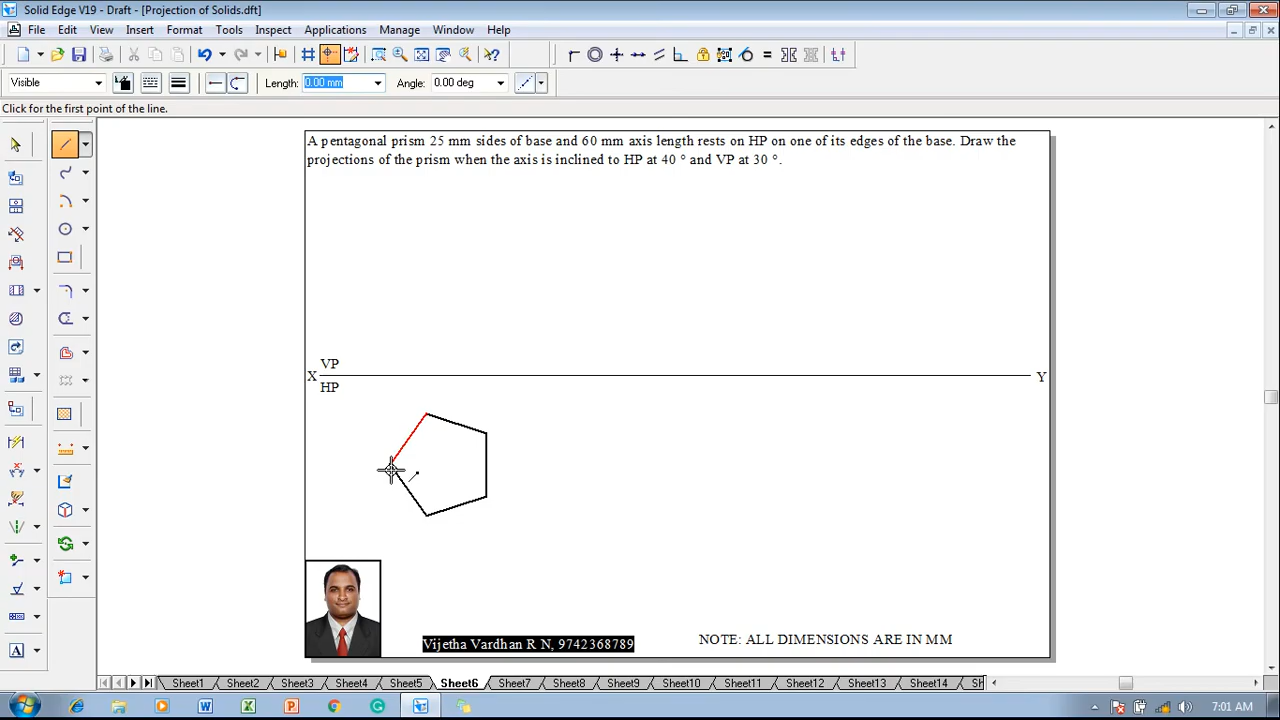 Solid Edge V19 - Draft - [Projection of Solids.dft]
File Edit View Insert Format Tools Inspect Applications Manage Window Help
Visible Length: 0.00 mm Angle: 0.00 deg
Click for the first point of the line.
A pentagonal prism 25 mm sides of base and 60 mm axis length rests on HP on one of its edges of the base. Draw the
projections of the prism when the axis is inclined to HP at 40 ° and VP at 30 °.
VP
X Y
HP
Vijetha Vardhan R N, 9742368789
NOTE: ALL DIMENSIONS ARE IN MM
Sheet1 Sheet2 Sheet3 Sheet4 Sheet5 Sheet6 Sheet7 Sheet8 Sheet9 Sheet10 Sheet11 Sheet12 Sheet13 Sheet14 Sl
7:01 AM